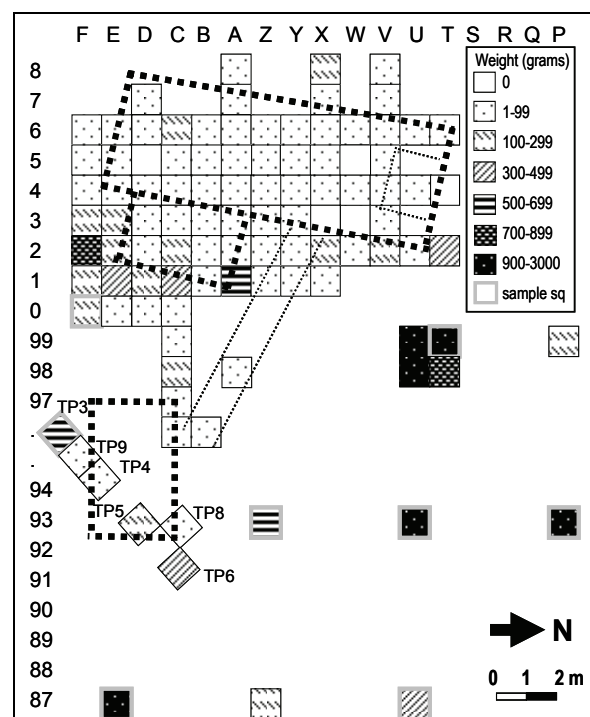 F E D C B A Z Y X W V U T S R Q P
8
7
6
5
4
3
2
1
0
99
98
97
.
.
94
93
92
91
90
89
88
87
Weight (grams)
0
1-99
100-299
300-499
500-699
700-899
900-3000
sample sq
TP3
TP9
TP4
TP5
TP8
TP6
N
0 1 2 m